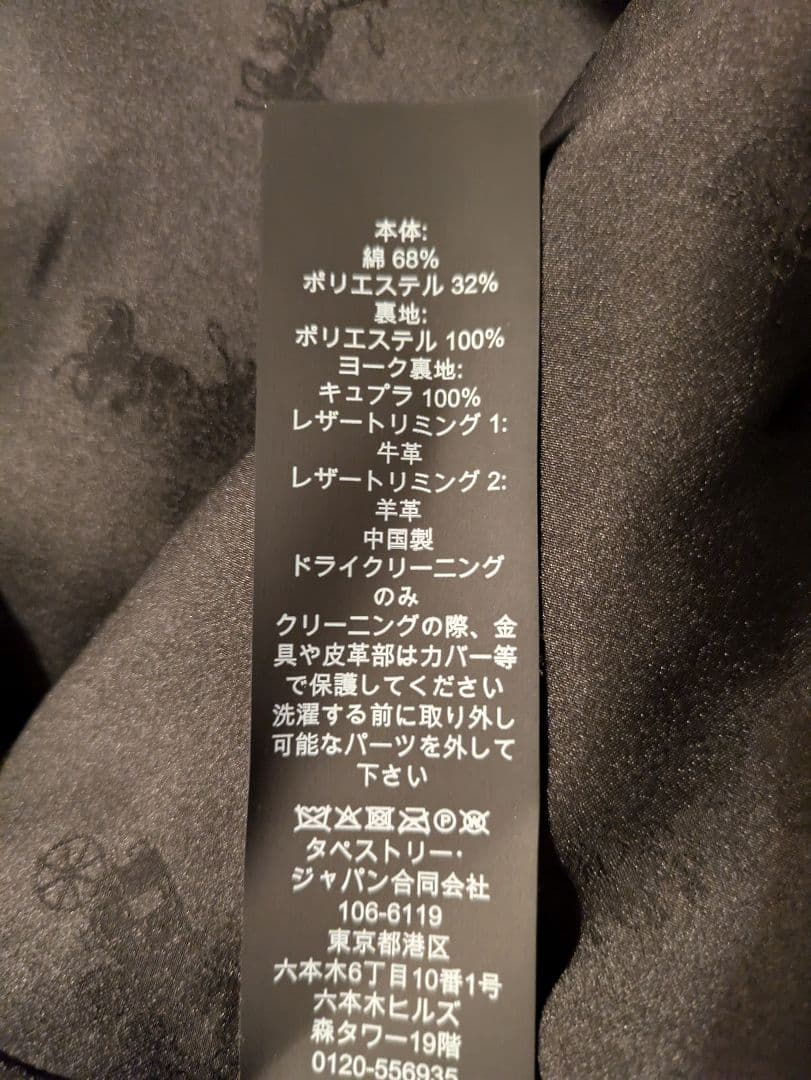 本体:
綿 68%
ポリエステル 32%
裏地:
ポリエステル 100%
ヨーク裏地:
キュプラ 100%
レザートリミング 1:
牛革
レザートリミング 2:
羊革
中国製
ドライクリーニング
のみ
クリーニングの際、金
具や皮革部はカバー等
で保護してください
洗濯する前に取り外し
可能なパーツを外して
下さい
P W
タペストリー·
ジャパン合同会社
106-6119
東京都港区
六本木6丁目10番1号
六本木ヒルズ
森タワー19階
0120-556935